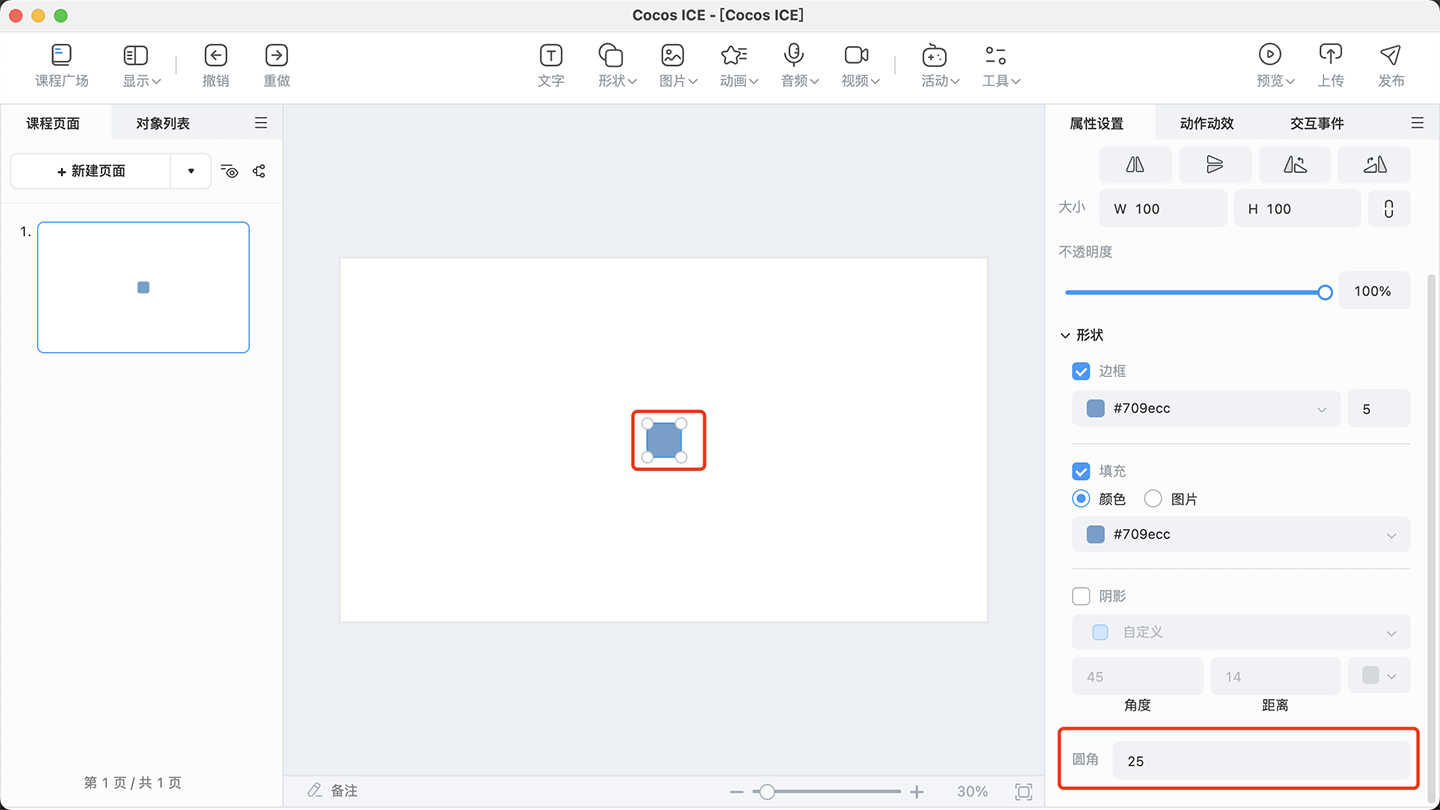 Cocos ICE - [Cocos ICE]
课程广场 显示 撤销 重做 文字 形状 图片 动画 音频 视频 活动 工具 预览 上传 发布
课程页面 对象列表
+ 新建页面
1.
第 1 页 / 共 1 页
备注
30%
属性设置 动作动效 交互事件
大小 W 100 H 100
不透明度
100%
形状
边框
#709ecc 5
填充
颜色 图片
#709ecc
阴影
自定义
45 14
角度 距离
圆角 25